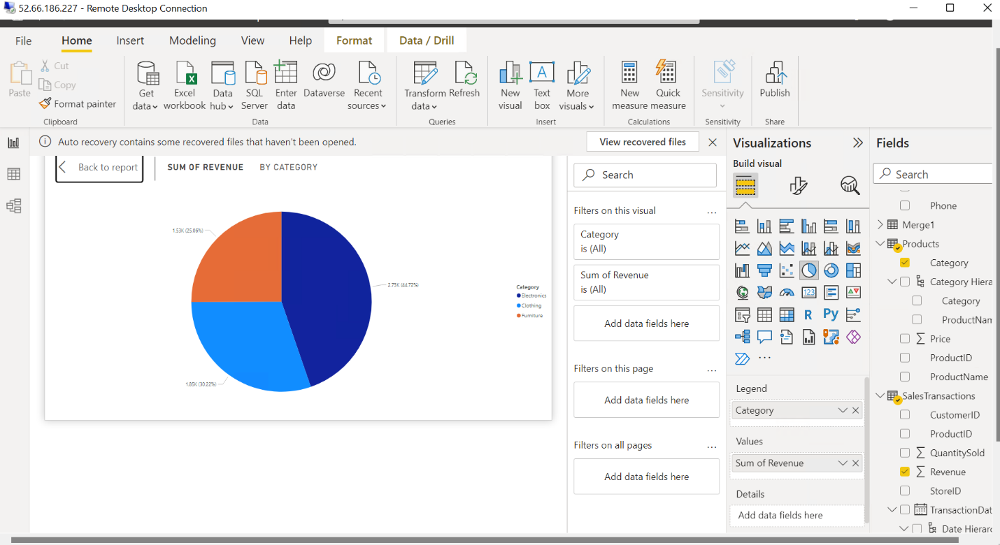 52.66.186.227 - Remote Desktop Connection
File Home Insert Modeling View Help Format Data / Drill
Paste
Cut
Copy
Format painter
Clipboard
Get data
Excel workbook
Data hub
SQL Server
Enter data
Dataverse
Recent sources
Data
Transform data
Refresh
Queries
New visual
Text box
More visuals
Insert
New measure
Quick measure
Calculations
Sensitivity
Sensitivity
Publish
Share
Auto recovery contains some recovered files that haven't been opened.
View recovered files
Back to report
SUM OF REVENUE BY CATEGORY
1.53K (25.06%)
2.73K (44.72%)
1.85K (30.22%)
Category
Electronics
Clothing
Furniture
Search
Filters on this visual
Category
is (All)
Sum of Revenue
is (All)
Add data fields here
Filters on this page
Add data fields here
Filters on all pages
Add data fields here
Visualizations
Build visual
123
R
Py
Legend
Category
Values
Sum of Revenue
Details
Add data fields here
Fields
Search
Phone
Merge1
Products
Category
Category Hiera
Category
ProductNam
Price
ProductID
ProductName
SalesTransactions
CustomerID
ProductID
QuantitySold
Revenue
StoreID
TransactionDat
Date Hierarc